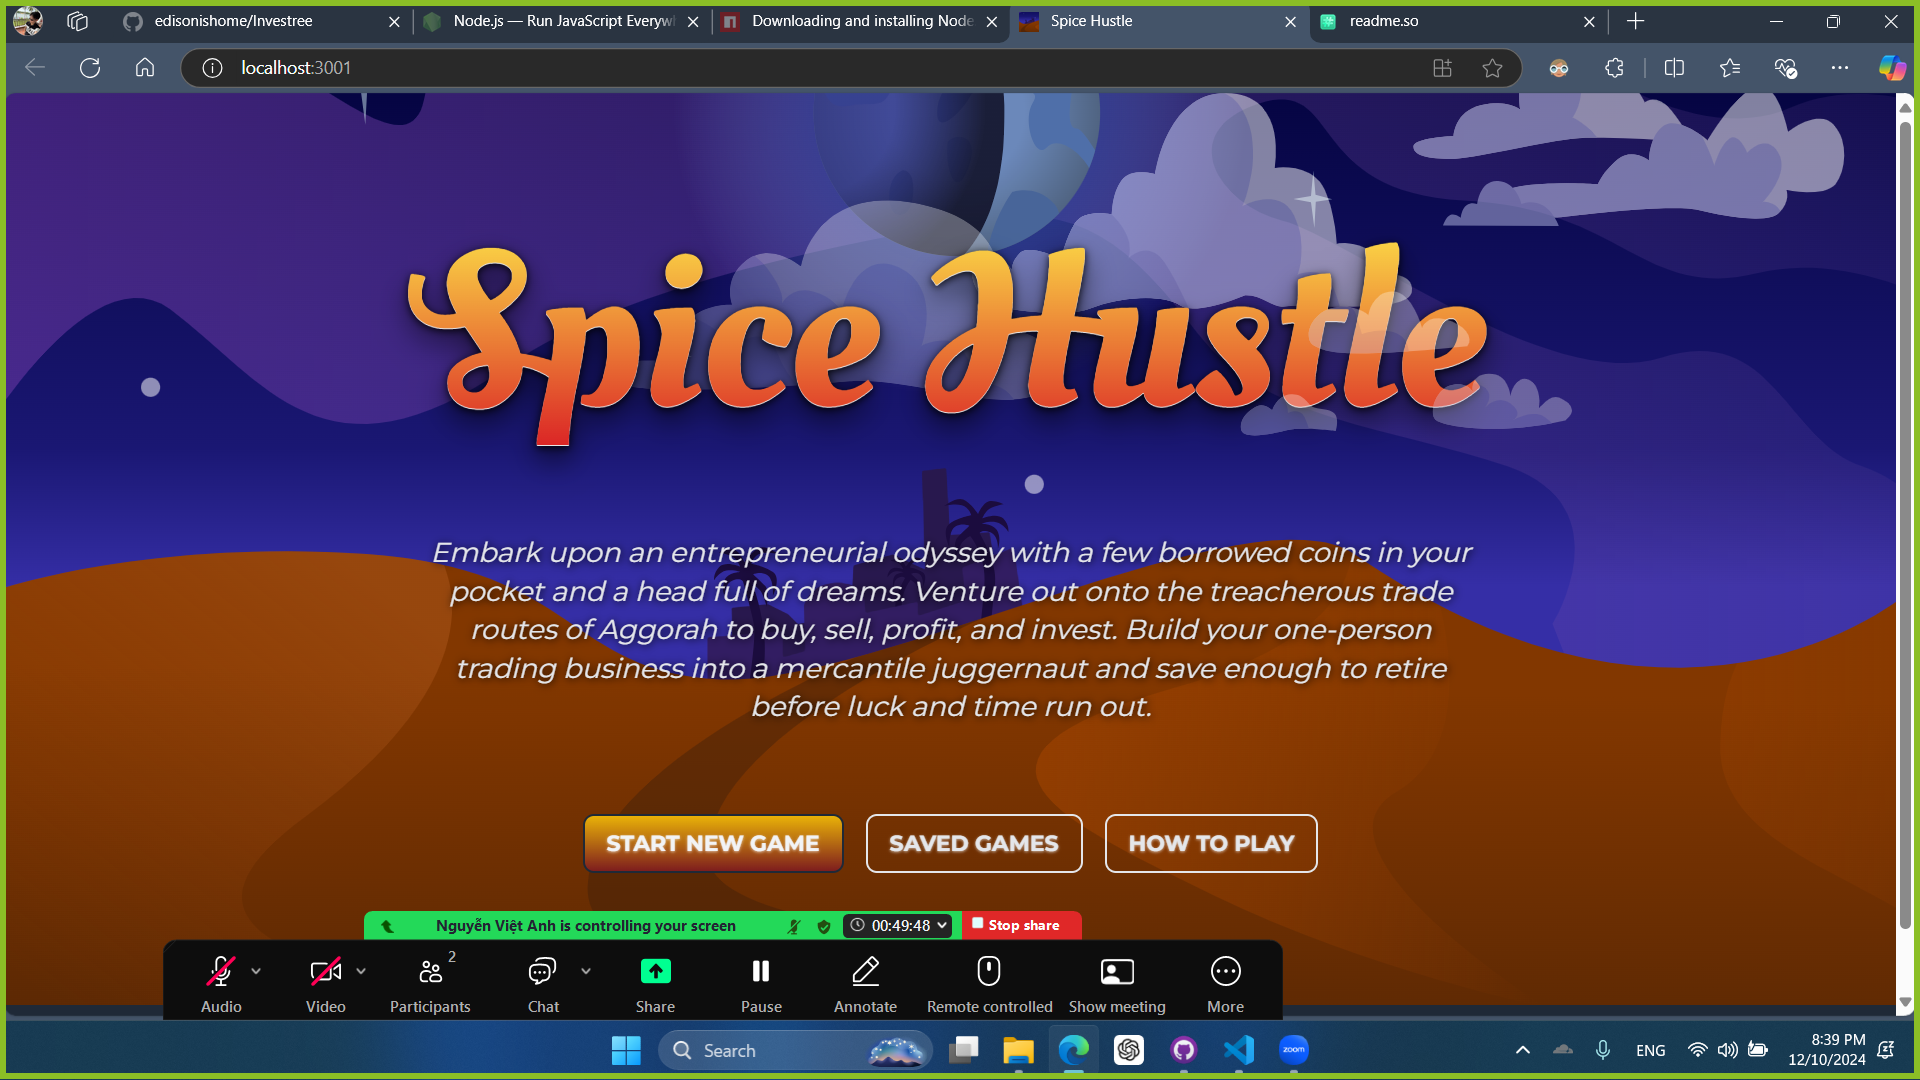 edisonishome/Investree
Node.js — Run JavaScript Everyw
Downloading and installing Node
Spice Hustle
readme.so
localhost:3001
Spice Hustle
Embark upon an entrepreneurial odyssey with a few borrowed coins in your
pocket and a head full of dreams. Venture out onto the treacherous trade
routes of Aggorah to buy, sell, profit, and invest. Build your one-person
trading business into a mercantile juggernaut and save enough to retire
before luck and time run out.
START NEW GAME
SAVED GAMES
HOW TO PLAY
Nguyễn Việt Anh is controlling your screen
00:49:48
Stop share
2
Audio
Video
Participants
Chat
Share
Pause
Annotate
Remote controlled
Show meeting
More
Search
zoom
ENG
8:39 PM
12/10/2024